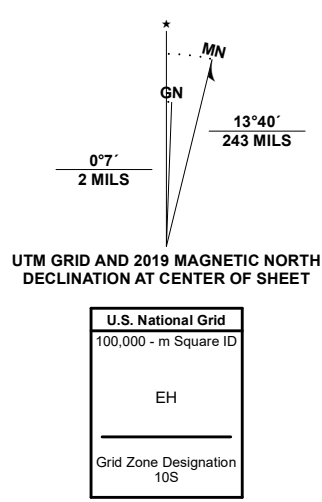 MN
GN
13°40´
243 MILS
0°7´
2 MILS
UTM GRID AND 2019 MAGNETIC NORTH
DECLINATION AT CENTER OF SHEET
U.S. National Grid
100,000 - m Square ID
EH
Grid Zone Designation
10S